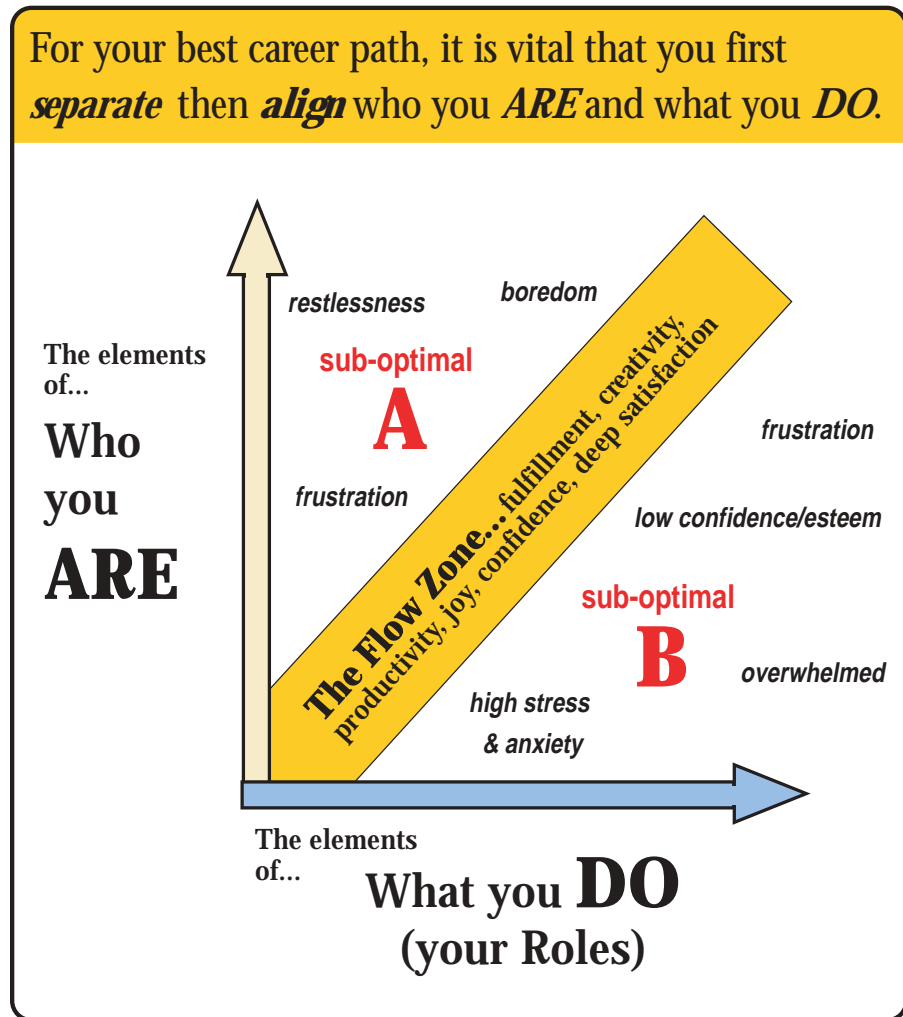 For your best career path, it is vital that you first
separate then align who you ARE and what you DO.
restlessness
boredom
The elements
of...
Who
you
ARE
sub-optimal
A
frustration
The Flow Zone... fulfillment, creativity,
productivity, joy, confidence, deep satisfaction
frustration
low confidence/esteem
sub-optimal
B
overwhelmed
high stress
& anxiety
The elements
of...
What you DO
(your Roles)